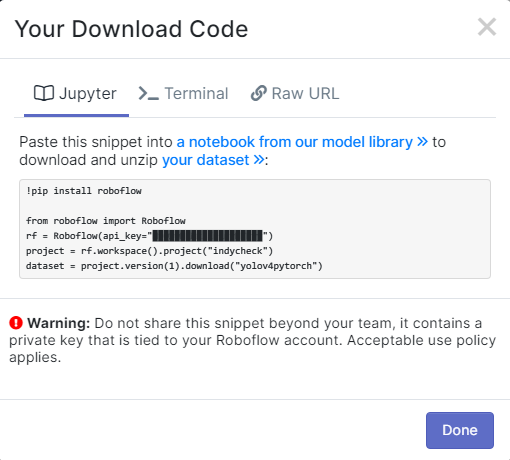 Your Download Code
Jupyter
Terminal
Raw URL
Paste this snippet into a notebook from our model library » to
download and unzip your dataset »:
!pip install roboflow
from roboflow import Roboflow
rf = Roboflow(api_key="████████████████████")
project = rf.workspace().project("indycheck")
dataset = project.version(1).download("yolov4pytorch")
Warning: Do not share this snippet beyond your team, it contains a
private key that is tied to your Roboflow account. Acceptable use policy
applies.
Done